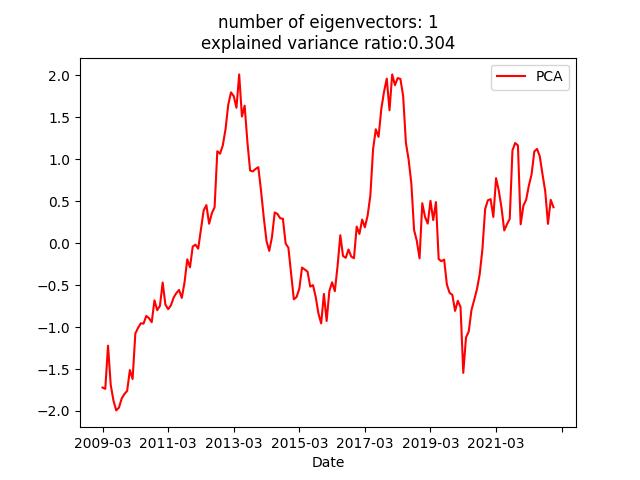 number of eigenvectors: 1
explained variance ratio:0.304
PCA
2.0
1.5
1.0
0.5
0.0
−0.5
−1.0
−1.5
−2.0
2009-03 2011-03 2013-03 2015-03 2017-03 2019-03 2021-03
Date